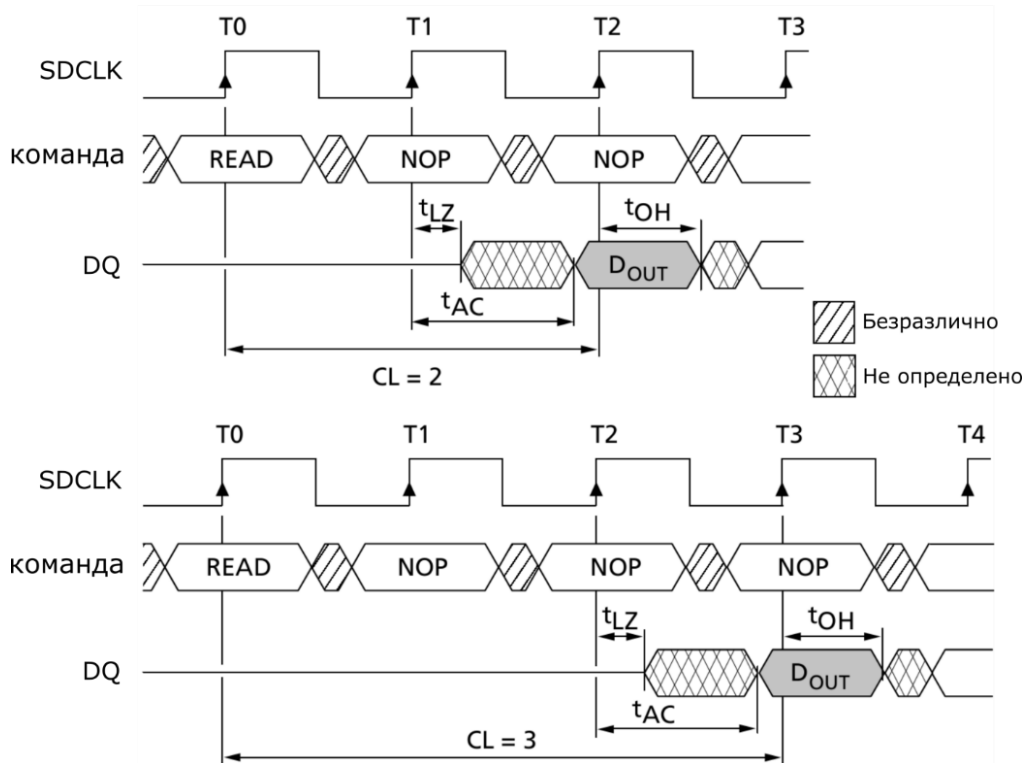 T0 T1 T2 T3
SDCLK
команда READ NOP NOP
tLZ tOH
DQ DOUT
tAC
Безразлично
CL = 2
Не определено
T0 T1 T2 T3 T4
SDCLK
команда READ NOP NOP NOP
tLZ tOH
DQ DOUT
tAC
CL = 3